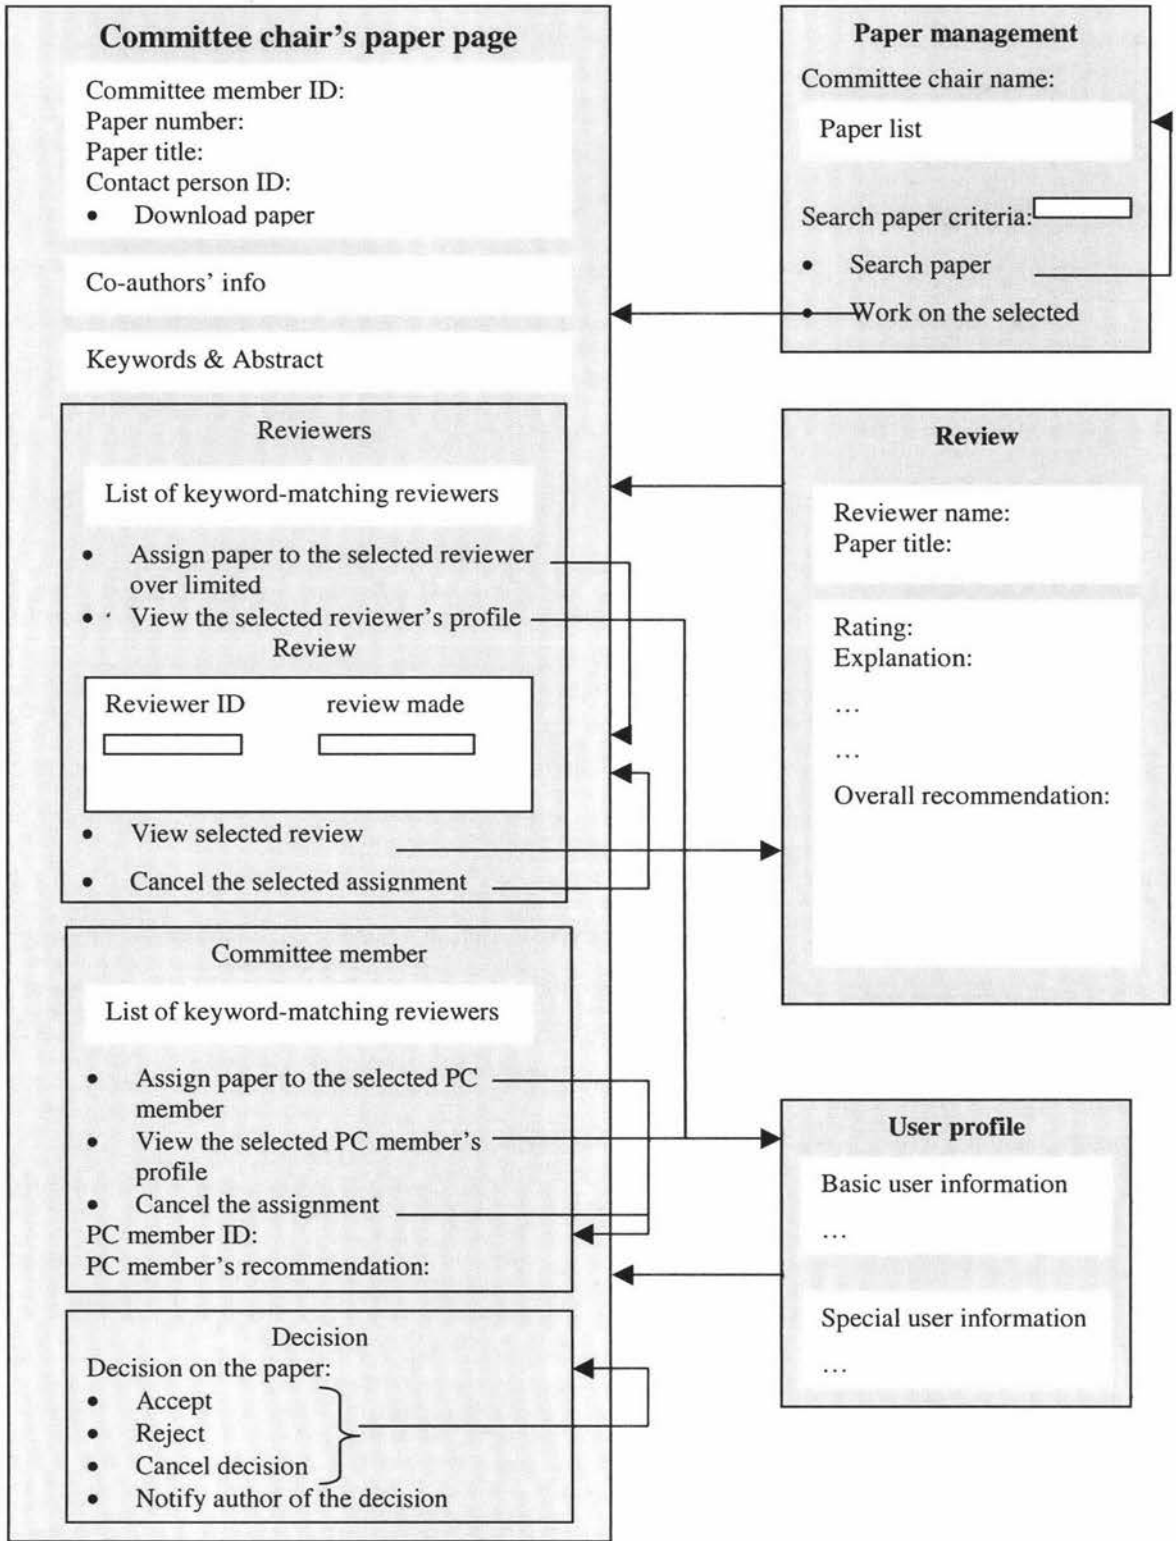 Committee chair's paper page
Committee member ID:
Paper number:
Paper title:
Contact person ID:
• Download paper
Co-authors' info
Keywords & Abstract
Reviewers
List of keyword-matching reviewers
• Assign paper to the selected reviewer
over limited
• View the selected reviewer's profile
Review
Reviewer ID review made
• View selected review
• Cancel the selected assignment
Committee member
List of keyword-matching reviewers
• Assign paper to the selected PC
member
• View the selected PC member's
profile
• Cancel the assignment
PC member ID:
PC member's recommendation:
Decision
Decision on the paper:
• Accept
• Reject
• Cancel decision
• Notify author of the decision
Paper management
Committee chair name:
Paper list
Search paper criteria:
• Search paper
• Work on the selected
Review
Reviewer name:
Paper title:
Rating:
Explanation:
…
…
Overall recommendation:
User profile
Basic user information
…
Special user information
…